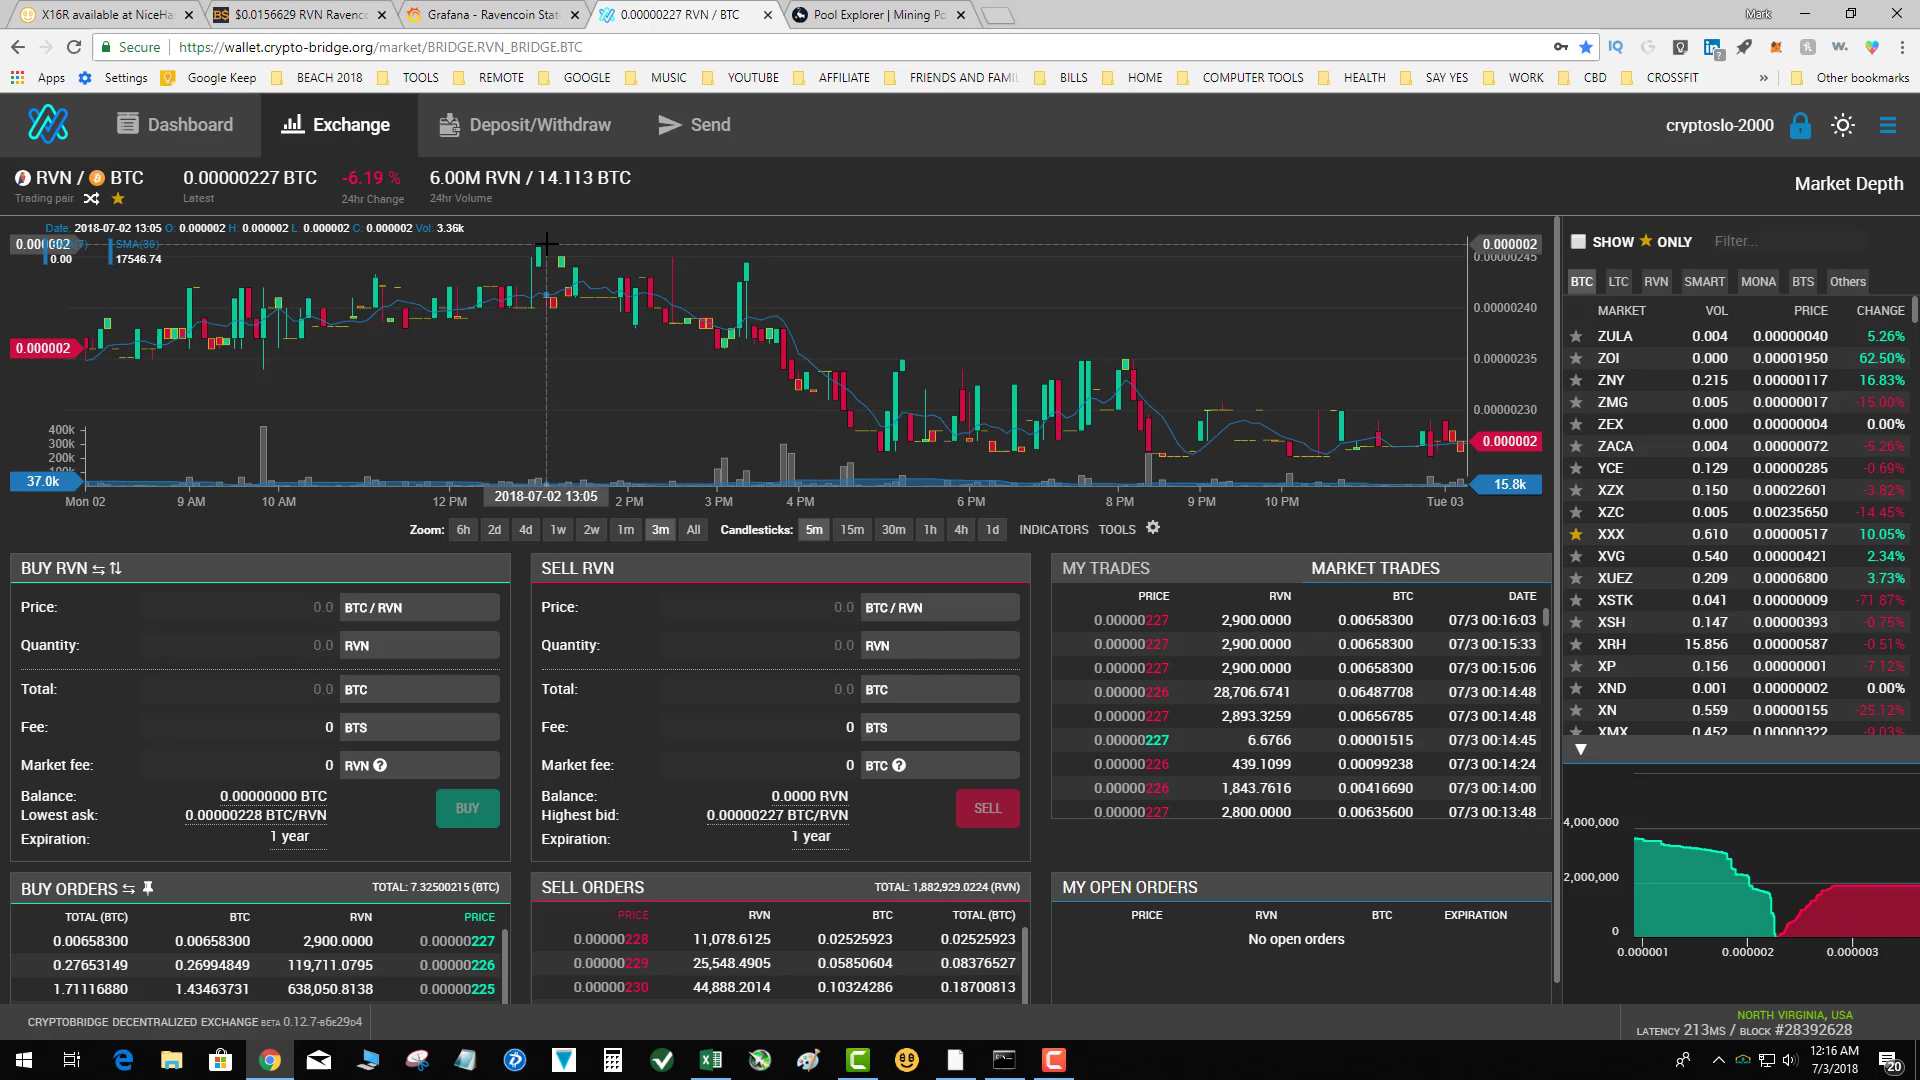 X16R available at NiceHas
$0.0156629 RVN Ravenc
Grafana - Ravencoin Stat
0.00000227 RVN / BTC
Pool Explorer | Mining Po
Mark
Secure
https://wallet.crypto-bridge.org/market/BRIDGE.RVN_BRIDGE.BTC
Apps Settings Google Keep BEACH 2018 TOOLS REMOTE GOOGLE MUSIC YOUTUBE AFFILIATE FRIENDS AND FAMIL BILLS HOME COMPUTER TOOLS HEALTH SAY YES WORK CBD CROSSFIT » Other bookmarks
Dashboard Exchange Deposit/Withdraw Send cryptoslo-2000
RVN / BTC 0.00000227 BTC -6.19 % 6.00M RVN / 14.113 BTC
Trading pair Latest 24hr Change 24hr Volume
Market Depth
Date: 2018-07-02 13:05 O: 0.000002 H: 0.000002 L: 0.000002 C: 0.000002 Vol: 3.36k
0.000002 SMA(30) 0.000002
0.00 17546.74 0.00000245
0.00000240
0.000002 0.00000235
0.00000230
400k
300k 0.000002
200k
100k
37.0k 15.8k
Mon 02 9 AM 10 AM 12 PM 2018-07-02 13:05 2 PM 3 PM 4 PM 6 PM 8 PM 9 PM 10 PM Tue 03
Zoom: 6h 2d 4d 1w 2w 1m 3m All Candlesticks: 5m 15m 30m 1h 4h 1d INDICATORS TOOLS
BUY RVN
Price: 0.0 BTC / RVN
Quantity: 0.0 RVN
Total: 0.0 BTC
Fee: 0 BTS
Market fee: 0 RVN
Balance: 0.00000000 BTC
Lowest ask: 0.00000228 BTC/RVN
Expiration: 1 year
BUY
SELL RVN
Price: 0.0 BTC / RVN
Quantity: 0.0 RVN
Total: 0.0 BTC
Fee: 0 BTS
Market fee: 0 BTC
Balance: 0.0000 RVN
Highest bid: 0.00000227 BTC/RVN
Expiration: 1 year
SELL
MY TRADES MARKET TRADES
PRICE RVN BTC DATE
0.00000227 2,900.0000 0.00658300 07/3 00:16:03
0.00000227 2,900.0000 0.00658300 07/3 00:15:33
0.00000227 2,900.0000 0.00658300 07/3 00:15:06
0.00000226 28,706.6741 0.06487708 07/3 00:14:48
0.00000227 2,893.3259 0.00656785 07/3 00:14:48
0.00000227 6.6766 0.00001515 07/3 00:14:45
0.00000226 439.1099 0.00099238 07/3 00:14:24
0.00000226 1,843.7616 0.00416690 07/3 00:14:00
0.00000227 2,800.0000 0.00635600 07/3 00:13:48
BUY ORDERS TOTAL: 7.32500215 (BTC)
TOTAL (BTC) BTC RVN PRICE
0.00658300 0.00658300 2,900.0000 0.00000227
0.27653149 0.26994849 119,711.0795 0.00000226
1.71116880 1.43463731 638,050.8138 0.00000225
SELL ORDERS TOTAL: 1,882,929.0224 (RVN)
PRICE RVN BTC TOTAL (BTC)
0.00000228 11,078.6125 0.02525923 0.02525923
0.00000229 25,548.4905 0.05850604 0.08376527
0.00000230 44,888.2014 0.10324286 0.18700813
MY OPEN ORDERS
PRICE RVN BTC EXPIRATION
No open orders
SHOW ★ ONLY Filter...
BTC LTC RVN SMART MONA BTS Others
MARKET VOL PRICE CHANGE
ZULA 0.004 0.00000040 5.26%
ZOI 0.000 0.00001950 62.50%
ZNY 0.215 0.00000117 16.83%
ZMG 0.005 0.00000017 -15.00%
ZEX 0.000 0.00000004 0.00%
ZACA 0.004 0.00000072 -5.26%
YCE 0.129 0.00000285 -0.69%
XZX 0.150 0.00022601 -3.82%
XZC 0.005 0.00235650 -14.45%
XXX 0.610 0.00000517 10.05%
XVG 0.540 0.00000421 2.34%
XUEZ 0.209 0.00006800 3.73%
XSTK 0.041 0.00000009 -71.87%
XSH 0.147 0.00000393 -0.75%
XRH 15.856 0.00000587 -0.51%
XP 0.156 0.00000001 -7.12%
XND 0.001 0.00000002 0.00%
XN 0.559 0.00000155 -25.12%
XMX 0.452 0.00000322 -9.03%
4,000,000
2,000,000
0
0.000001 0.000002 0.000003
CRYPTOBRIDGE DECENTRALIZED EXCHANGE BETA 0.12.7-B6E29D4
NORTH VIRGINIA, USA
LATENCY 213MS / BLOCK #28392628
12:16 AM
7/3/2018
20